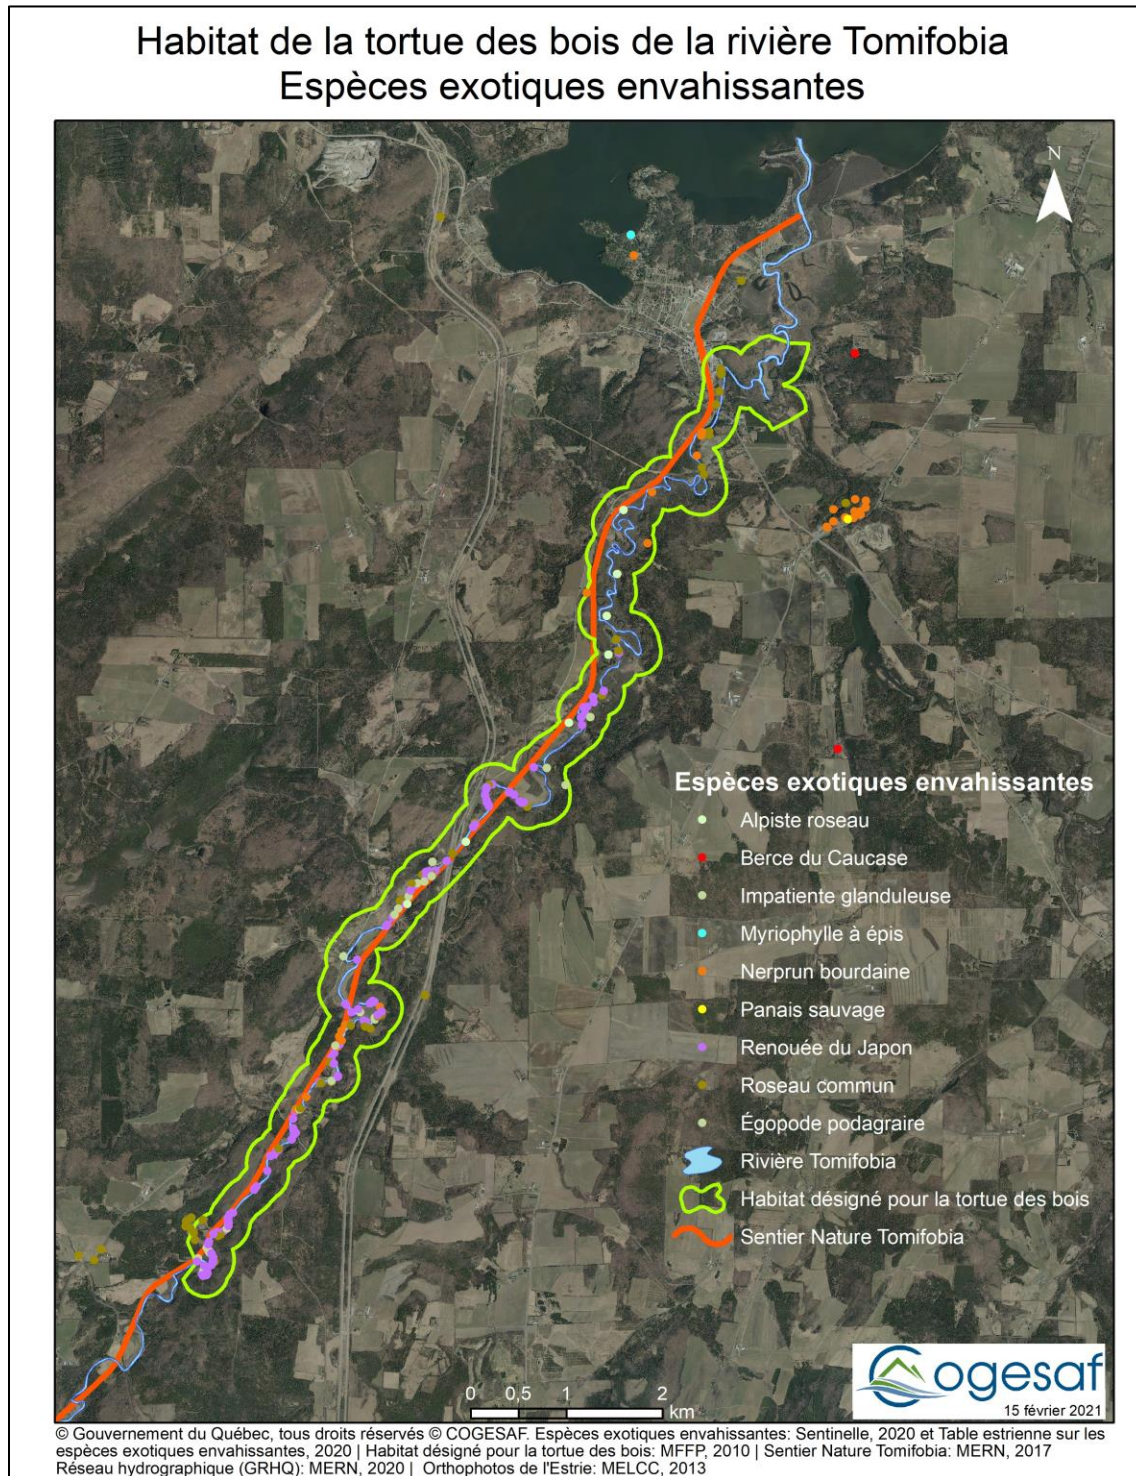 Habitat de la tortue des bois de la rivière Tomifobia
Espèces exotiques envahissantes
N
Espèces exotiques envahissantes
Alpiste roseau
Berce du Caucase
Impatiente glanduleuse
Myriophylle à épis
Nerprun bourdaine
Panais sauvage
Renouée du Japon
Roseau commun
Égopode podagraire
Rivière Tomifobia
Habitat désigné pour la tortue des bois
Sentier Nature Tomifobia
0 0,5 1 2
km
Cogesaf
15 février 2021
© Gouvernement du Québec, tous droits réservés © COGESAF. Espèces exotiques envahissantes: Sentinelle, 2020 et Table estrienne sur les
espèces exotiques envahissantes, 2020 | Habitat désigné pour la tortue des bois: MFFP, 2010 | Sentier Nature Tomifobia: MERN, 2017
Réseau hydrographique (GRHQ): MERN, 2020 | Orthophotos de l'Estrie: MELCC, 2013